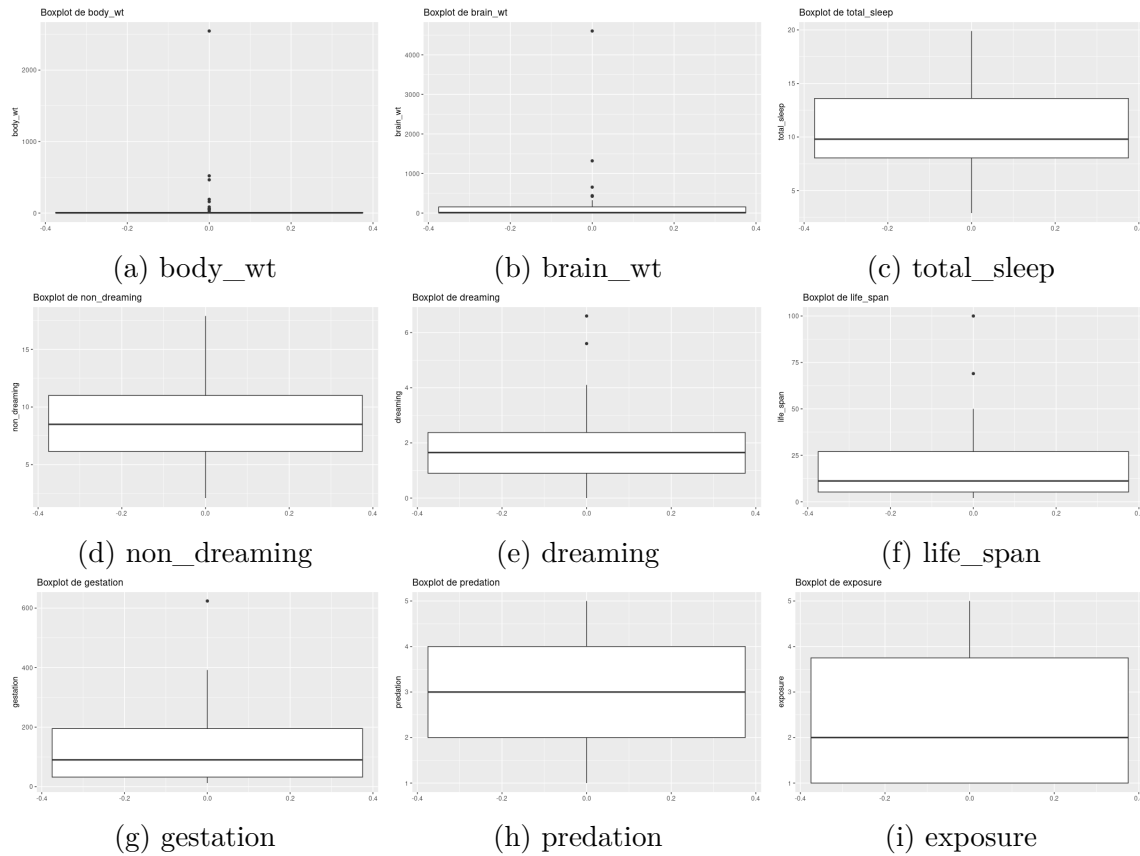 Boxplot de body_wt
body_wt
2000
1000
0
-0.4 -0.2 0.0 0.2 0.4
(a) body_wt
Boxplot de brain_wt
brain_wt
4000
3000
2000
1000
0
-0.4 -0.2 0.0 0.2 0.4
(b) brain_wt
Boxplot de total_sleep
total_sleep
20
15
10
5
-0.4 -0.2 0.0 0.2 0.4
(c) total_sleep
Boxplot de non_dreaming
non_dreaming
15
10
5
-0.4 -0.2 0.0 0.2 0.4
(d) non_dreaming
Boxplot de dreaming
dreaming
6
4
2
0
-0.4 -0.2 0.0 0.2 0.4
(e) dreaming
Boxplot de life_span
life_span
100
75
50
25
0
-0.4 -0.2 0.0 0.2 0.4
(f) life_span
Boxplot de gestation
gestation
600
400
200
0
-0.4 -0.2 0.0 0.2 0.4
(g) gestation
Boxplot de predation
predation
5
4
3
2
1
-0.4 -0.2 0.0 0.2 0.4
(h) predation
Boxplot de exposure
exposure
5
4
3
2
1
-0.4 -0.2 0.0 0.2 0.4
(i) exposure